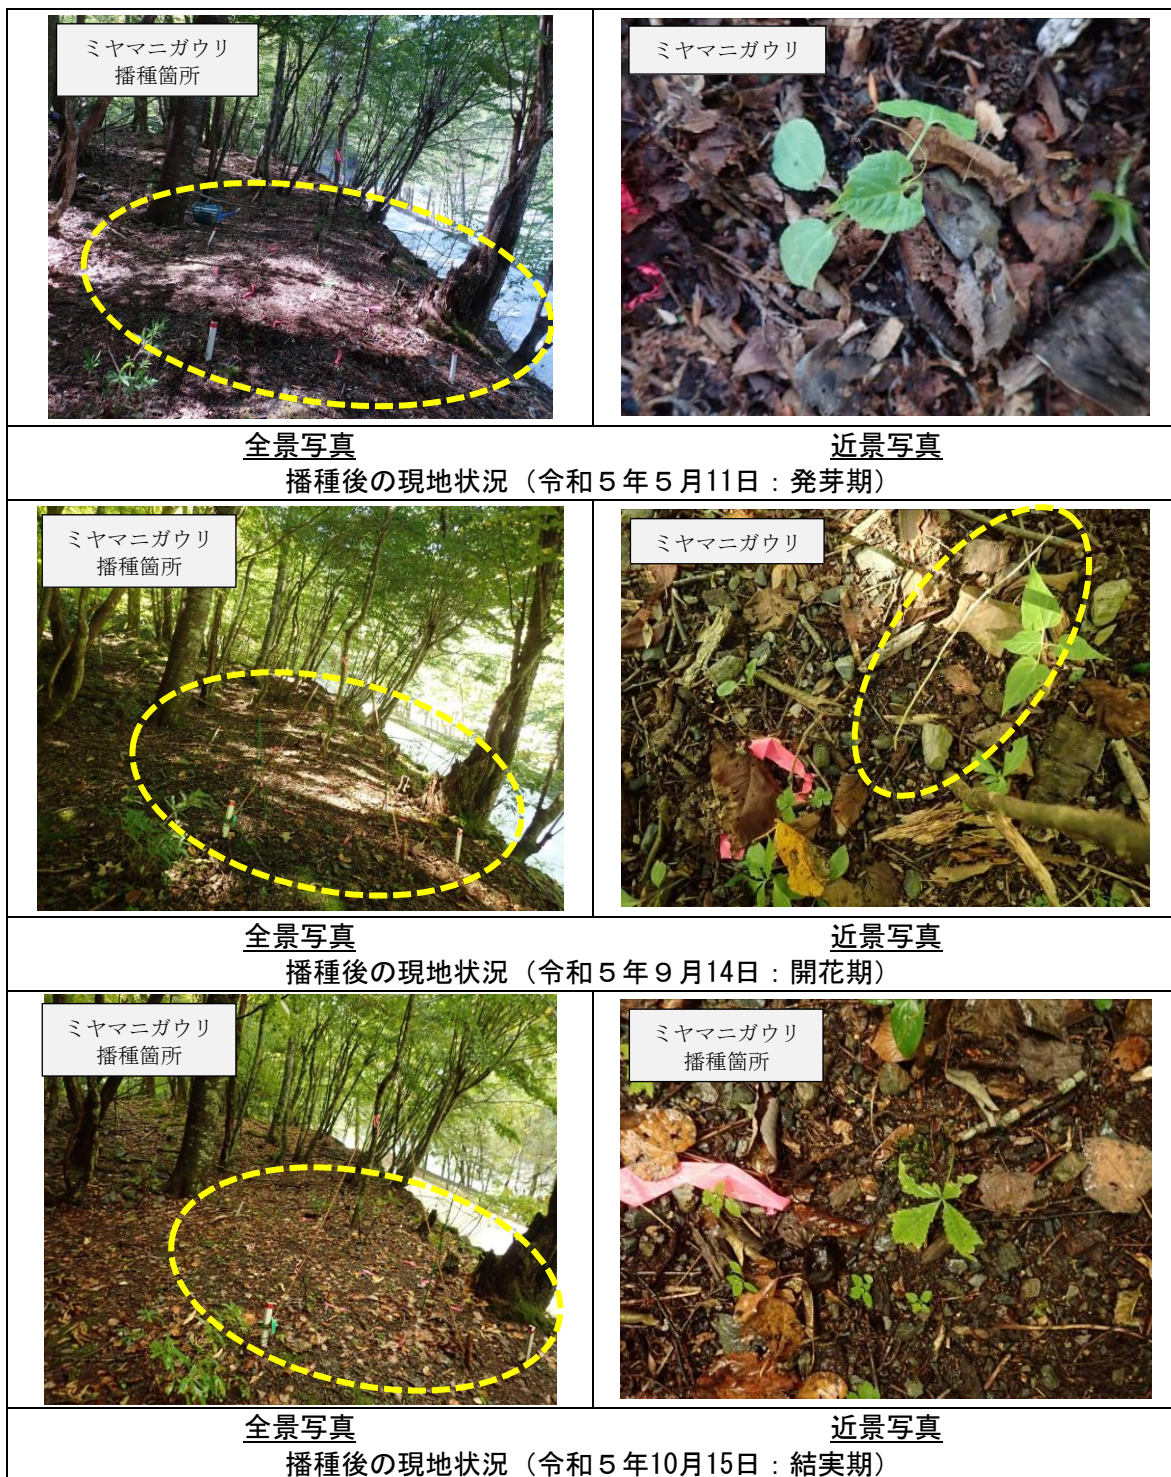 ミヤマニガウリ
播種箇所
ミヤマニガウリ
全景写真
近景写真
播種後の現地状況（令和５年５月11日：発芽期）
ミヤマニガウリ
播種箇所
ミヤマニガウリ
全景写真
近景写真
播種後の現地状況（令和５年９月14日：開花期）
ミヤマニガウリ
播種箇所
ミヤマニガウリ
播種箇所
全景写真
近景写真
播種後の現地状況（令和５年10月15日：結実期）